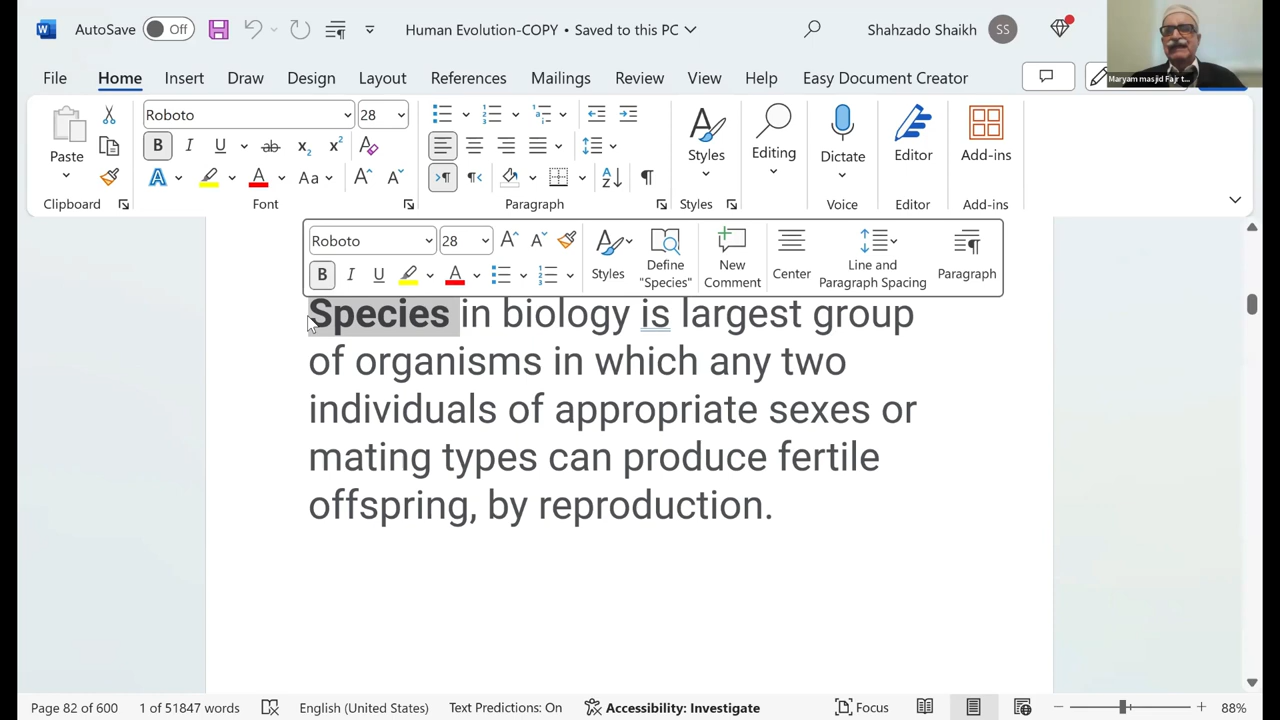 AutoSave Off Human Evolution-COPY • Saved to this PC Shahzado Shaikh SS
Maryam masjid Fajr t...
File Home Insert Draw Design Layout References Mailings Review View Help Easy Document Creator
Roboto 28
Paste Styles Editing Dictate Editor Add-ins
Clipboard Font Paragraph Styles Voice Editor Add-ins
Roboto 28
Styles Define "Species" New Comment Center Line and Paragraph Spacing Paragraph
Species in biology is largest group
of organisms in which any two
individuals of appropriate sexes or
mating types can produce fertile
offspring, by reproduction.
Page 82 of 600 1 of 51847 words English (United States) Text Predictions: On Accessibility: Investigate Focus 88%